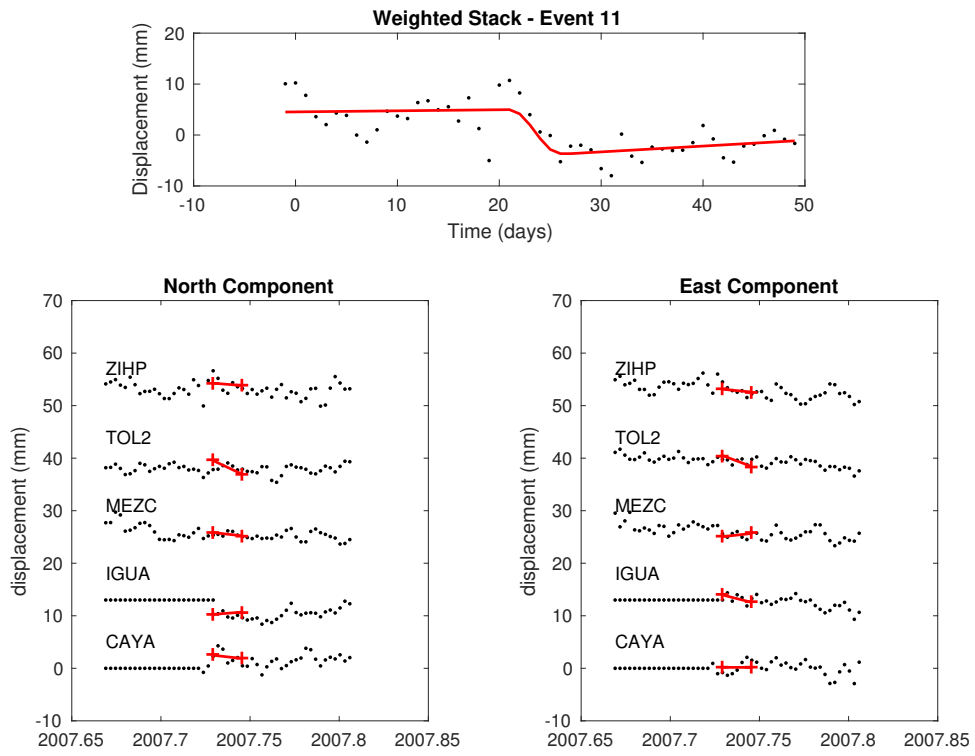 Weighted Stack - Event 11
Displacement (mm)
20
10
0
-10
-10
0
10
20
30
40
50
Time (days)
North Component
displacement (mm)
70
60
50
40
30
20
10
0
-10
ZIHP
TOL2
MEZC
IGUA
CAYA
2007.65
2007.7
2007.75
2007.8
2007.85
East Component
displacement (mm)
70
60
50
40
30
20
10
0
-10
ZIHP
TOL2
MEZC
IGUA
CAYA
2007.65
2007.7
2007.75
2007.8
2007.85